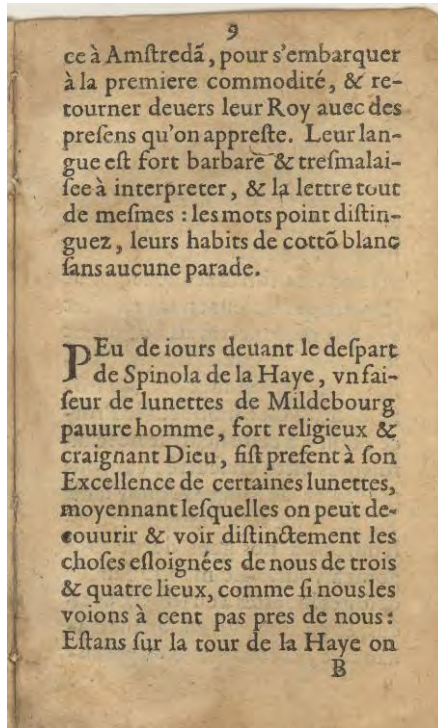 9
ce à Amſtredã, pour s'embarquer
à la premiere commodité, & re-
tourner deuers leur Roy auec des
preſens qu'on appreſte. Leur lan-
gue eſt fort barbare & treſmalai-
ſee à interpreter, & la lettre tout
de meſmes : les mots point diſtin-
guez, leurs habits de cottõ blanc
ſans aucune parade.
PEu de iours deuant le deſpart
de Spinola de la Haye, vn fai-
ſeur de lunettes de Mildebourg
pauure homme, fort religieux &
craignant Dieu, fiſt preſent à ſon
Excellence de certaines lunettes,
moyennant leſquelles on peut de-
couurir & voir diſtinctement les
choſes eſloignées de nous de trois
& quatre lieux, comme ſi nous les
voions à cent pas pres de nous:
Eſtans ſur la tour de la Haye on
B